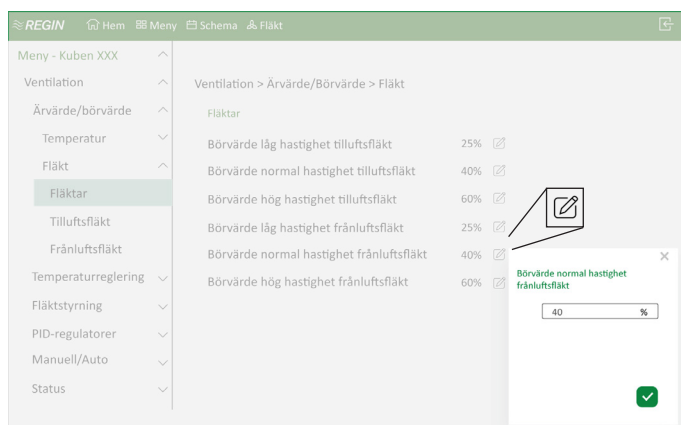 REGIN Hem Meny Schema Fläkt
Meny - Kuben XXX
Ventilation
Ärvärde/börvärde
Temperatur
Fläkt
Fläktar
Tilluftsfläkt
Frånluftsfläkt
Temperaturreglering
Fläktstyrning
PID-regulatorer
Manuell/Auto
Status
Ventilation > Ärvärde/Börvärde > Fläkt
Fläktar
Börvärde låg hastighet tilluftsfläkt 25%
Börvärde normal hastighet tilluftsfläkt 40%
Börvärde hög hastighet tilluftsfläkt 60%
Börvärde låg hastighet frånluftsfläkt 25%
Börvärde normal hastighet frånluftsfläkt 40%
Börvärde hög hastighet frånluftsfläkt 60%
Börvärde normal hastighet
frånluftsfläkt
40 %